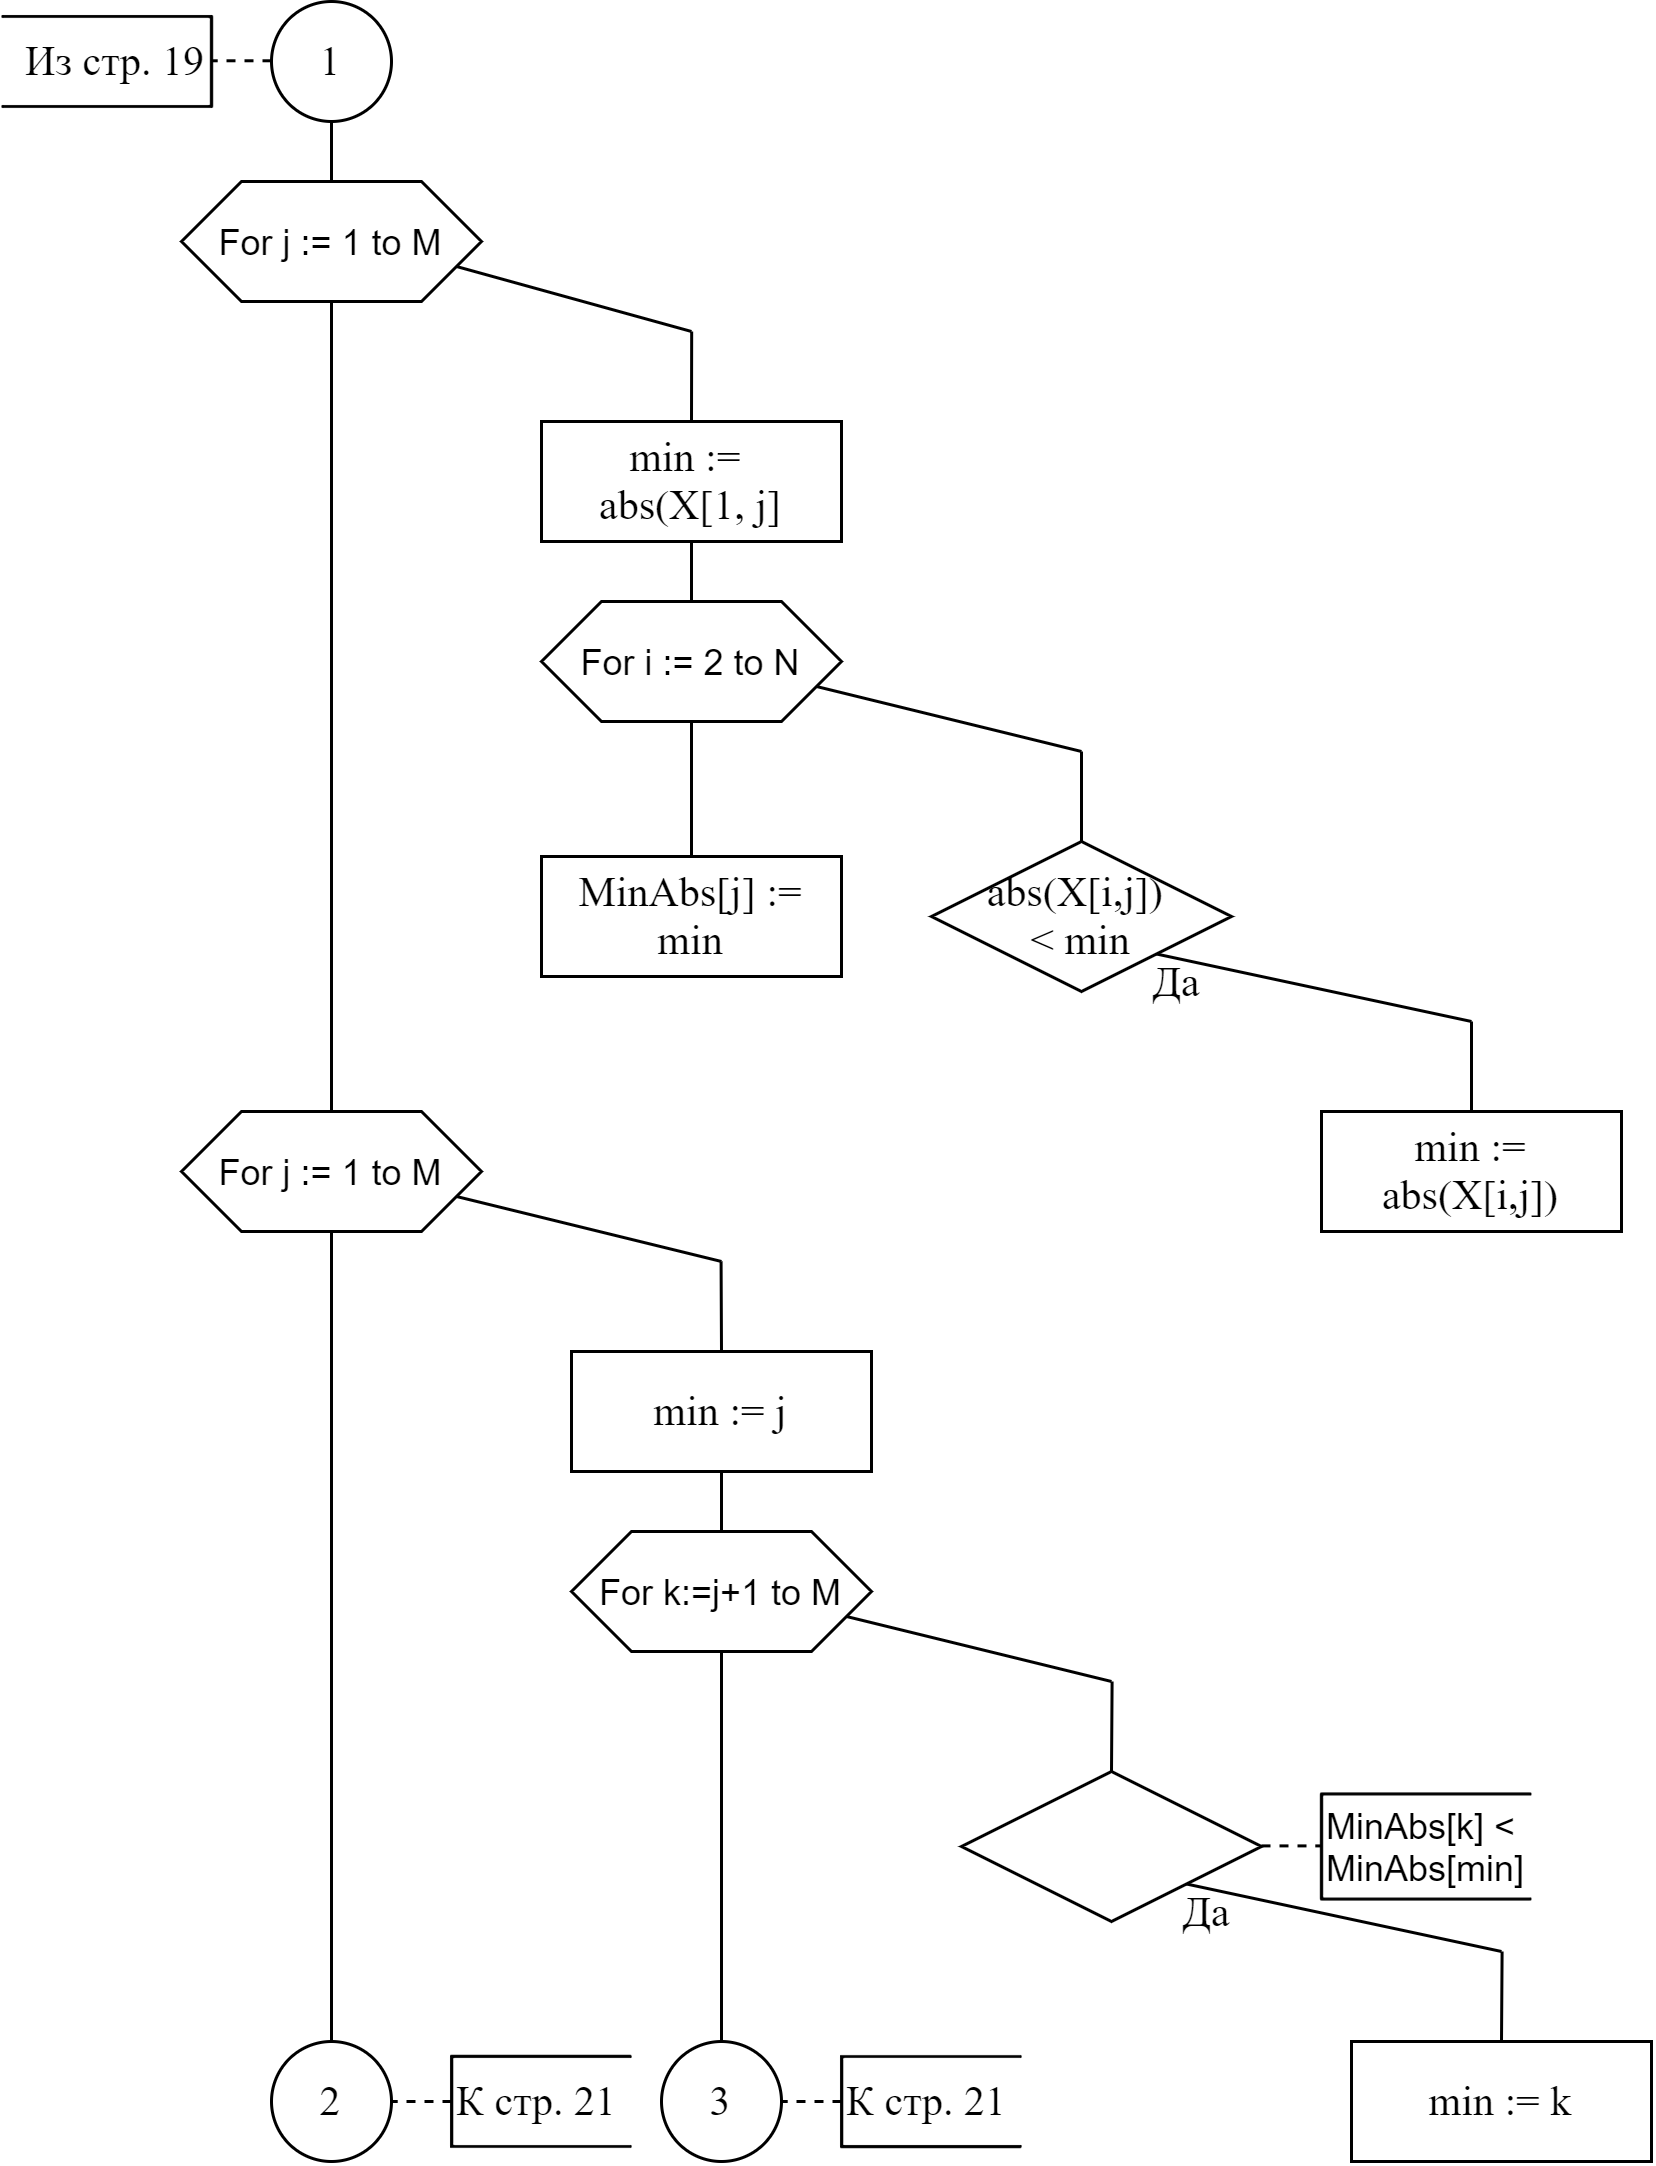 Из стр. 19
1
For j := 1 to M
min :=
abs(X[1, j]
For i := 2 to N
MinAbs[j] :=
min
abs(X[i,j])
< min
Да
min :=
abs(X[i,j])
For j := 1 to M
min := j
For k:=j+1 to M
MinAbs[k] <
MinAbs[min]
Да
2
К стр. 21
3
К стр. 21
min := k